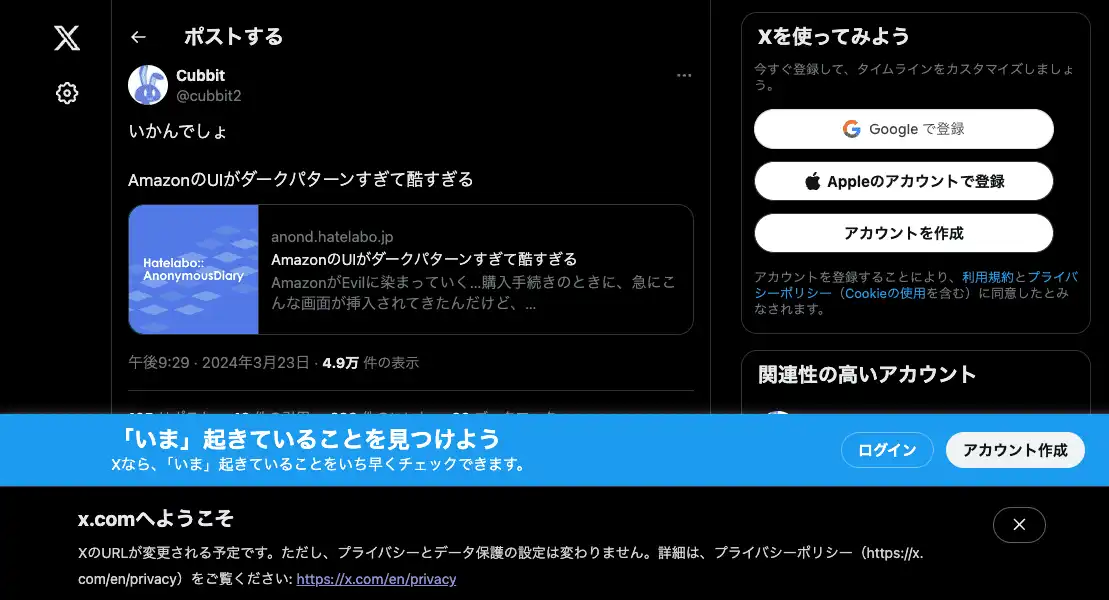 ポストする
Cubbit
@cubbit2
いかんでしょ
AmazonのUIがダークパターンすぎて酷すぎる
Hatelabo::
AnonymousDiary
anond.hatelabo.jp
AmazonのUIがダークパターンすぎて酷すぎる
AmazonがEvilに染まっていく...購入手続きのときに、急にこ
んな画面が挿入されてきたんだけど、...
午後9:29 · 2024年3月23日 · 4.9万 件の表示
Xを使ってみよう
今すぐ登録して、タイムラインをカスタマイズしましょ
う。
Google で登録
Appleのアカウントで登録
アカウントを作成
アカウントを登録することにより、利用規約とプライバ
シーポリシー（Cookieの使用を含む）に同意したとみ
なされます。
関連性の高いアカウント
「いま」起きていることを見つけよう
Xなら、「いま」起きていることをいち早くチェックできます。
ログイン
アカウント作成
x.comへようこそ
XのURLが変更される予定です。ただし、プライバシーとデータ保護の設定は変わりません。詳細は、プライバシーポリシー（https://x.
com/en/privacy）をご覧ください: https://x.com/en/privacy